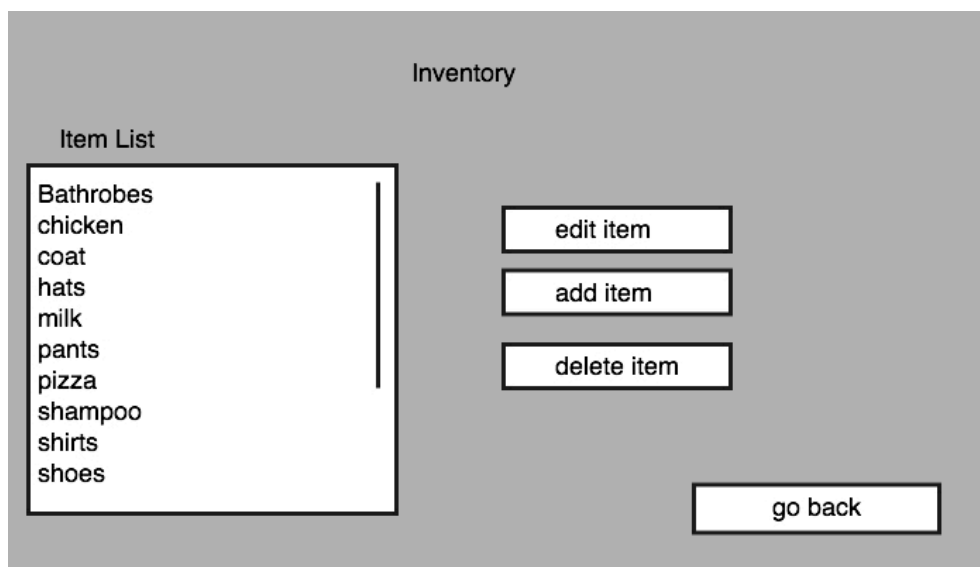 Inventory
Item List
Bathrobes
chicken
coat
hats
milk
pants
pizza
shampoo
shirts
shoes
edit item
add item
delete item
go back